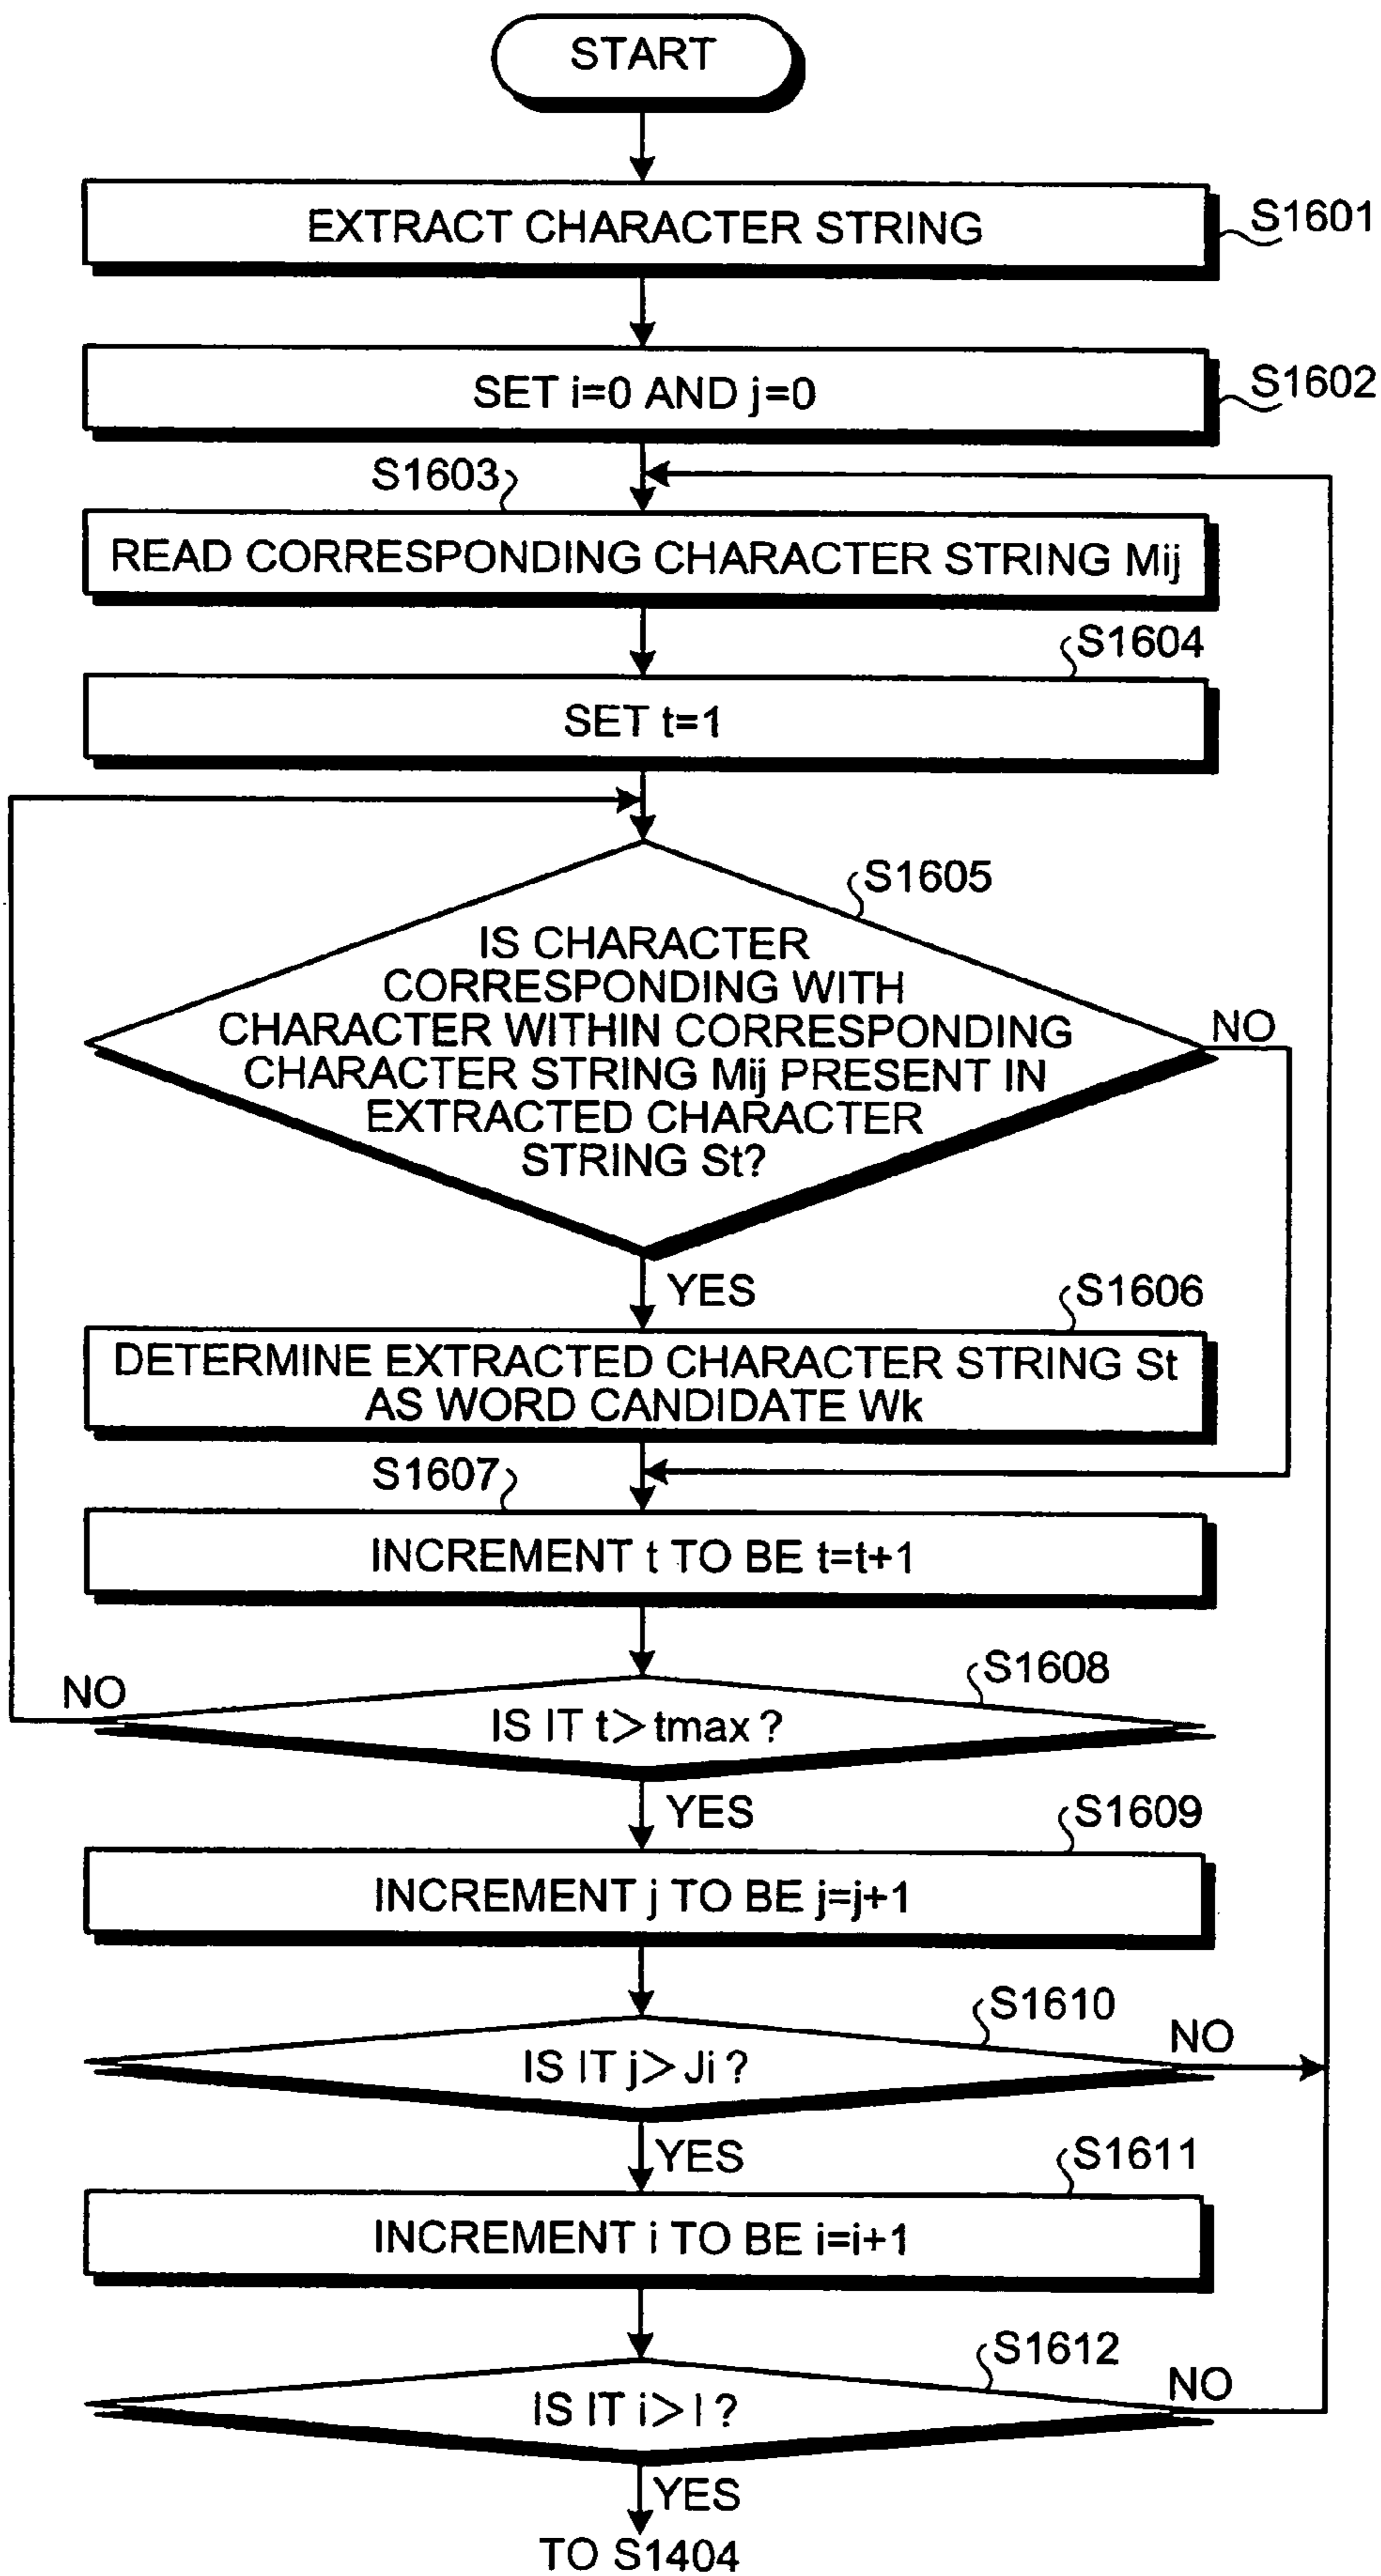 START
EXTRACT CHARACTER STRING
S1601
SET i=0 AND j=0
S1602
S1603
READ CORRESPONDING CHARACTER STRING Mij
S1604
SET t=1
S1605
IS CHARACTER
CORRESPONDING WITH
CHARACTER WITHIN CORRESPONDING
CHARACTER STRING Mij PRESENT IN
EXTRACTED CHARACTER
STRING St?
NO
YES
S1606
DETERMINE EXTRACTED CHARACTER STRING St
AS WORD CANDIDATE Wk
S1607
INCREMENT t TO BE t=t+1
S1608
NO
IS IT t>tmax?
YES
S1609
INCREMENT j TO BE j=j+1
S1610
NO
IS IT j>Ji?
YES
S1611
INCREMENT i TO BE i=i+1
S1612
NO
IS IT i>I?
YES
TO S1404